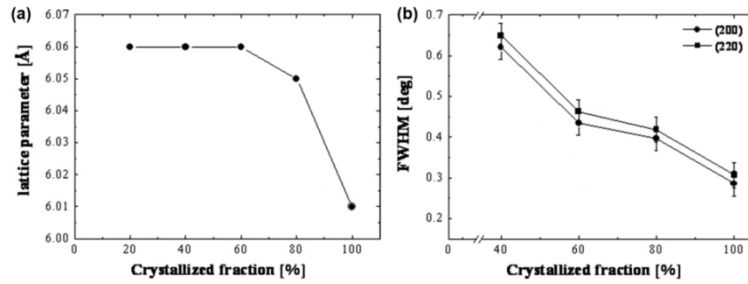 (a)
lattice parameter [Å]
6.07
6.06
6.05
6.04
6.03
6.02
6.01
6.00
0 20 40 60 80 100
Crystallized fraction [%]
(b)
FWHM [deg]
0.7
0.6
0.5
0.4
0.3
0.2
(200)
(220)
0 40 60 80 100
Crystallized fraction [%]